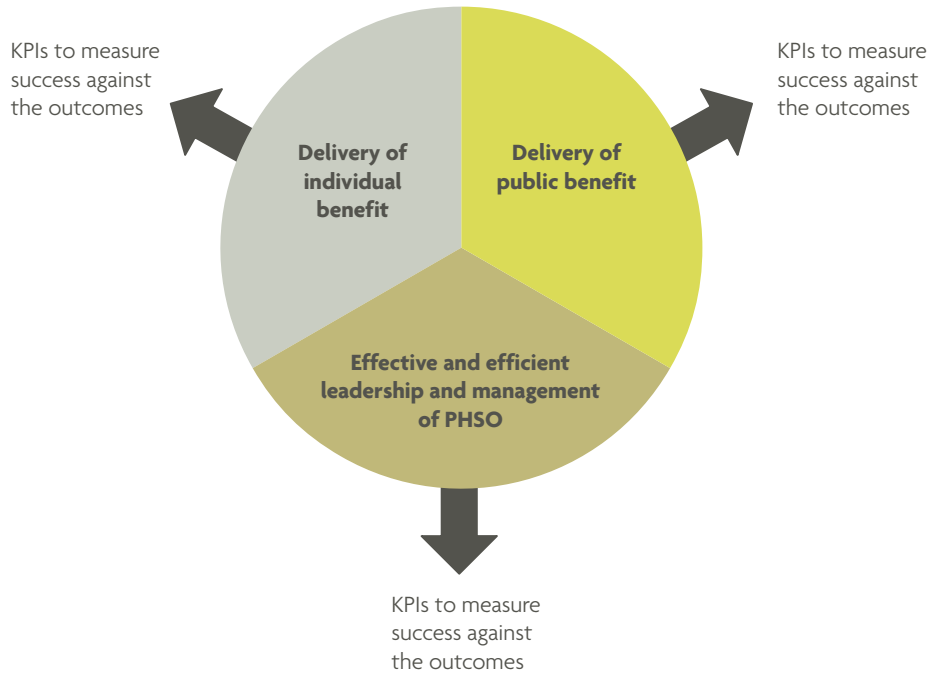 KPIs to measure
success against
the outcomes
KPIs to measure
success against
the outcomes
Delivery of
individual
benefit
Delivery of
public benefit
Effective and efficient
leadership and management
of PHSO
KPIs to measure
success against
the outcomes